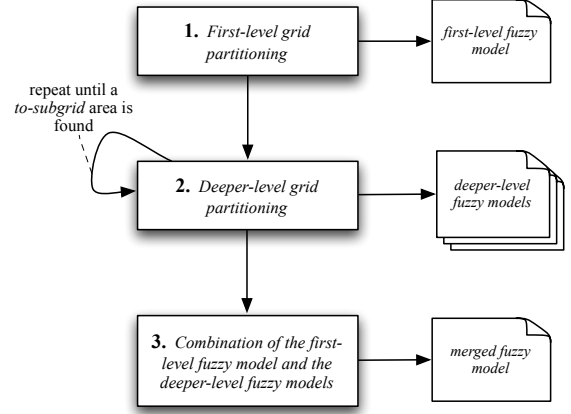 1. First-level grid
partitioning
first-level fuzzy
model
repeat until a
to-subgrid area is
found
2. Deeper-level grid
partitioning
deeper-level
fuzzy models
3. Combination of the first-
level fuzzy model and the
deeper-level fuzzy models
merged fuzzy
model